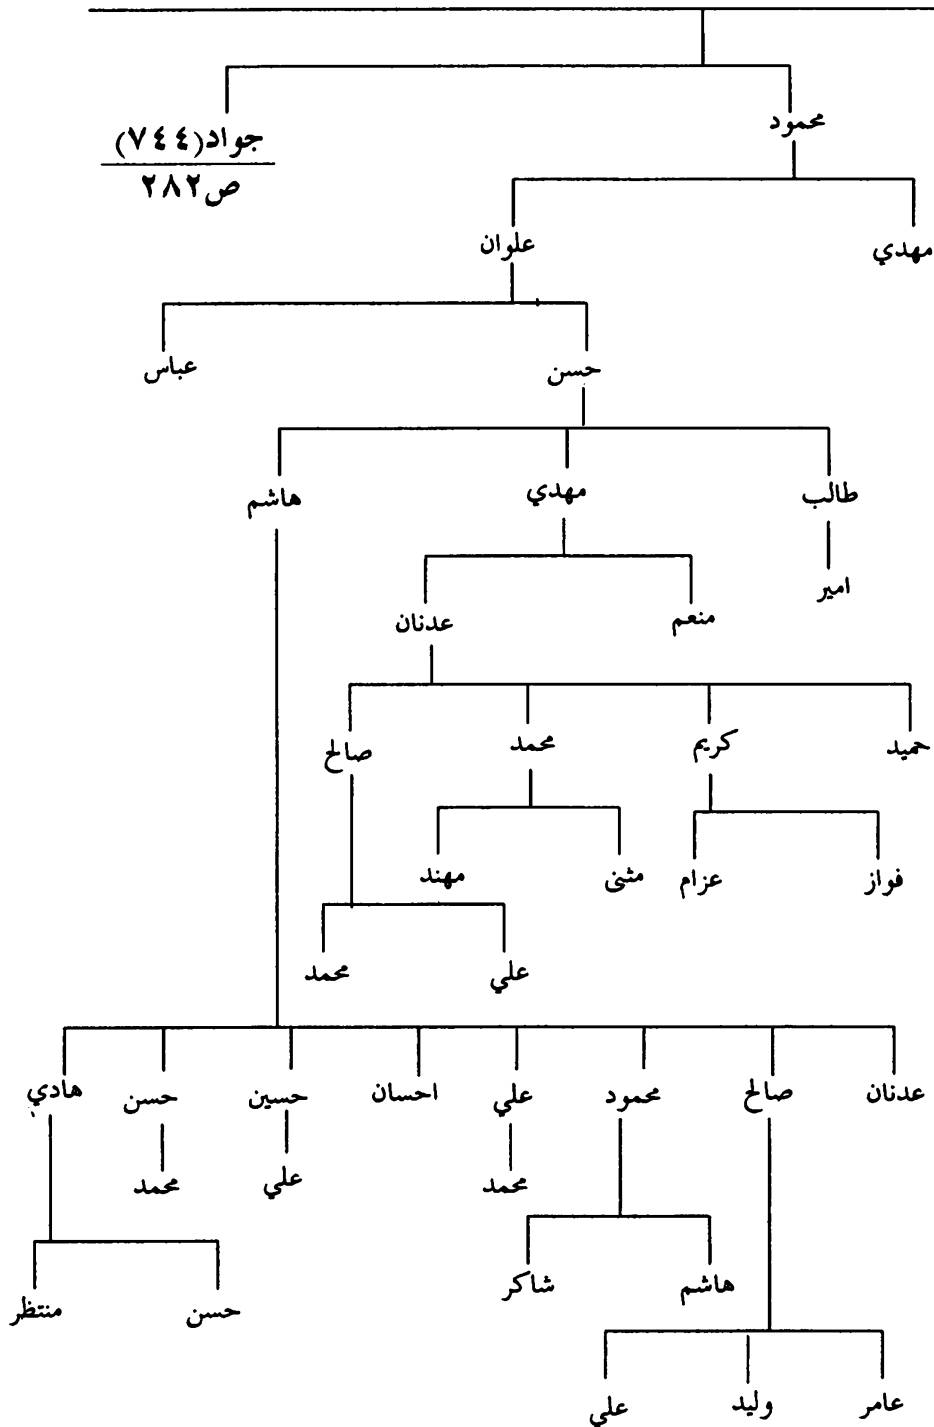 محمود
جواد (٧٤٤)
ص ٢٨٢
مهدي
علوان
حسن
عباس
طالب
مهدي
هاشم
امير
منعم
عدنان
حميد
كريم
محمد
صالح
فواز
عزام
مثنى
مهند
علي
محمد
عدنان
صالح
محمود
علي
احسان
حسين
حسن
هادي
محمد
علي
محمد
هاشم
شاكر
حسن
منتظر
عامر
وليد
علي